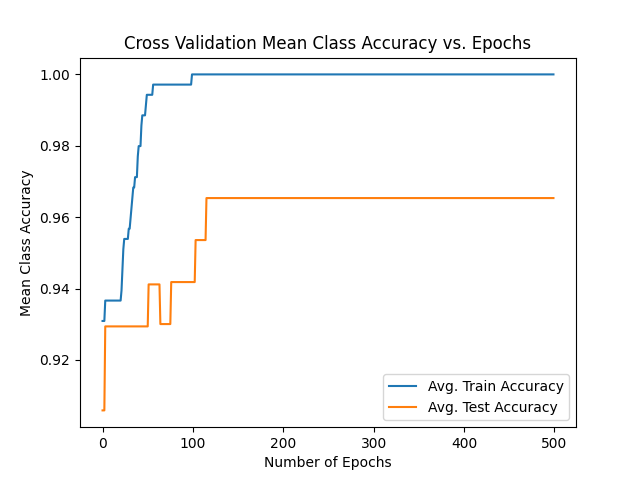 Cross Validation Mean Class Accuracy vs. Epochs
Mean Class Accuracy
1.00
0.98
0.96
0.94
0.92
0
100
200
300
400
500
Number of Epochs
Avg. Train Accuracy
Avg. Test Accuracy